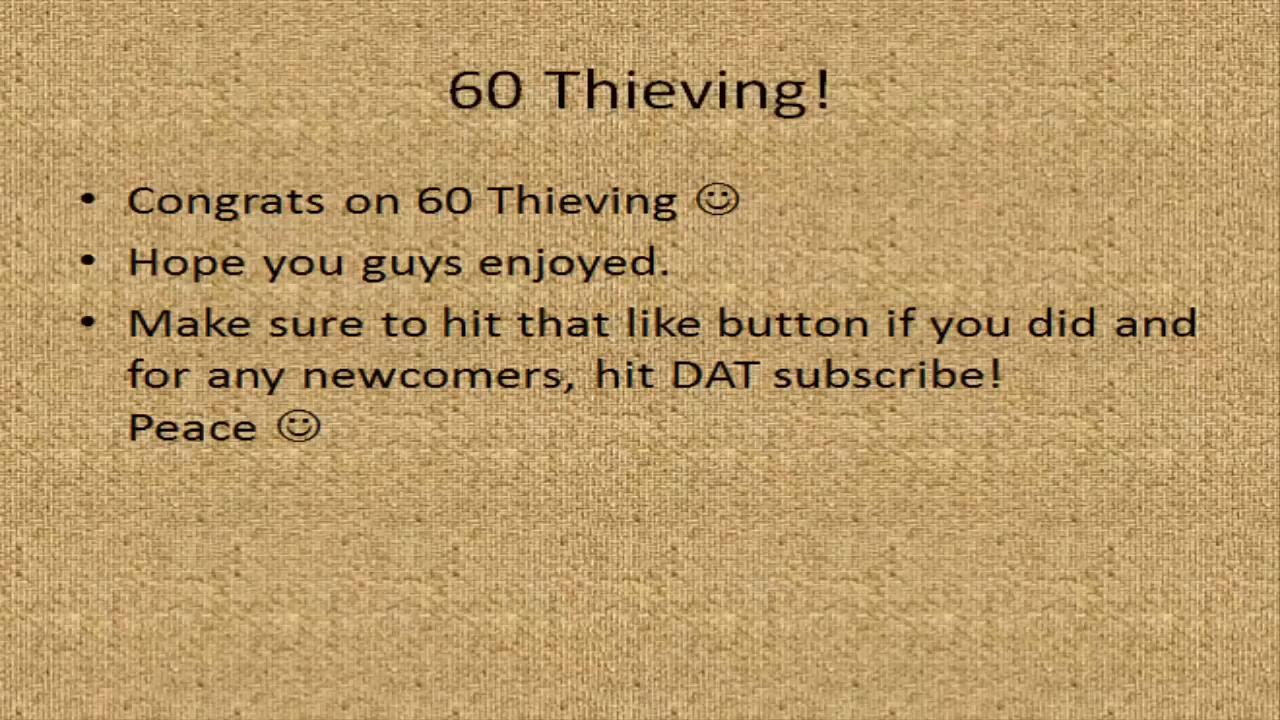 60 Thieving!
• Congrats on 60 Thieving ☺
• Hope you guys enjoyed.
• Make sure to hit that like button if you did and
for any newcomers, hit DAT subscribe!
Peace ☺